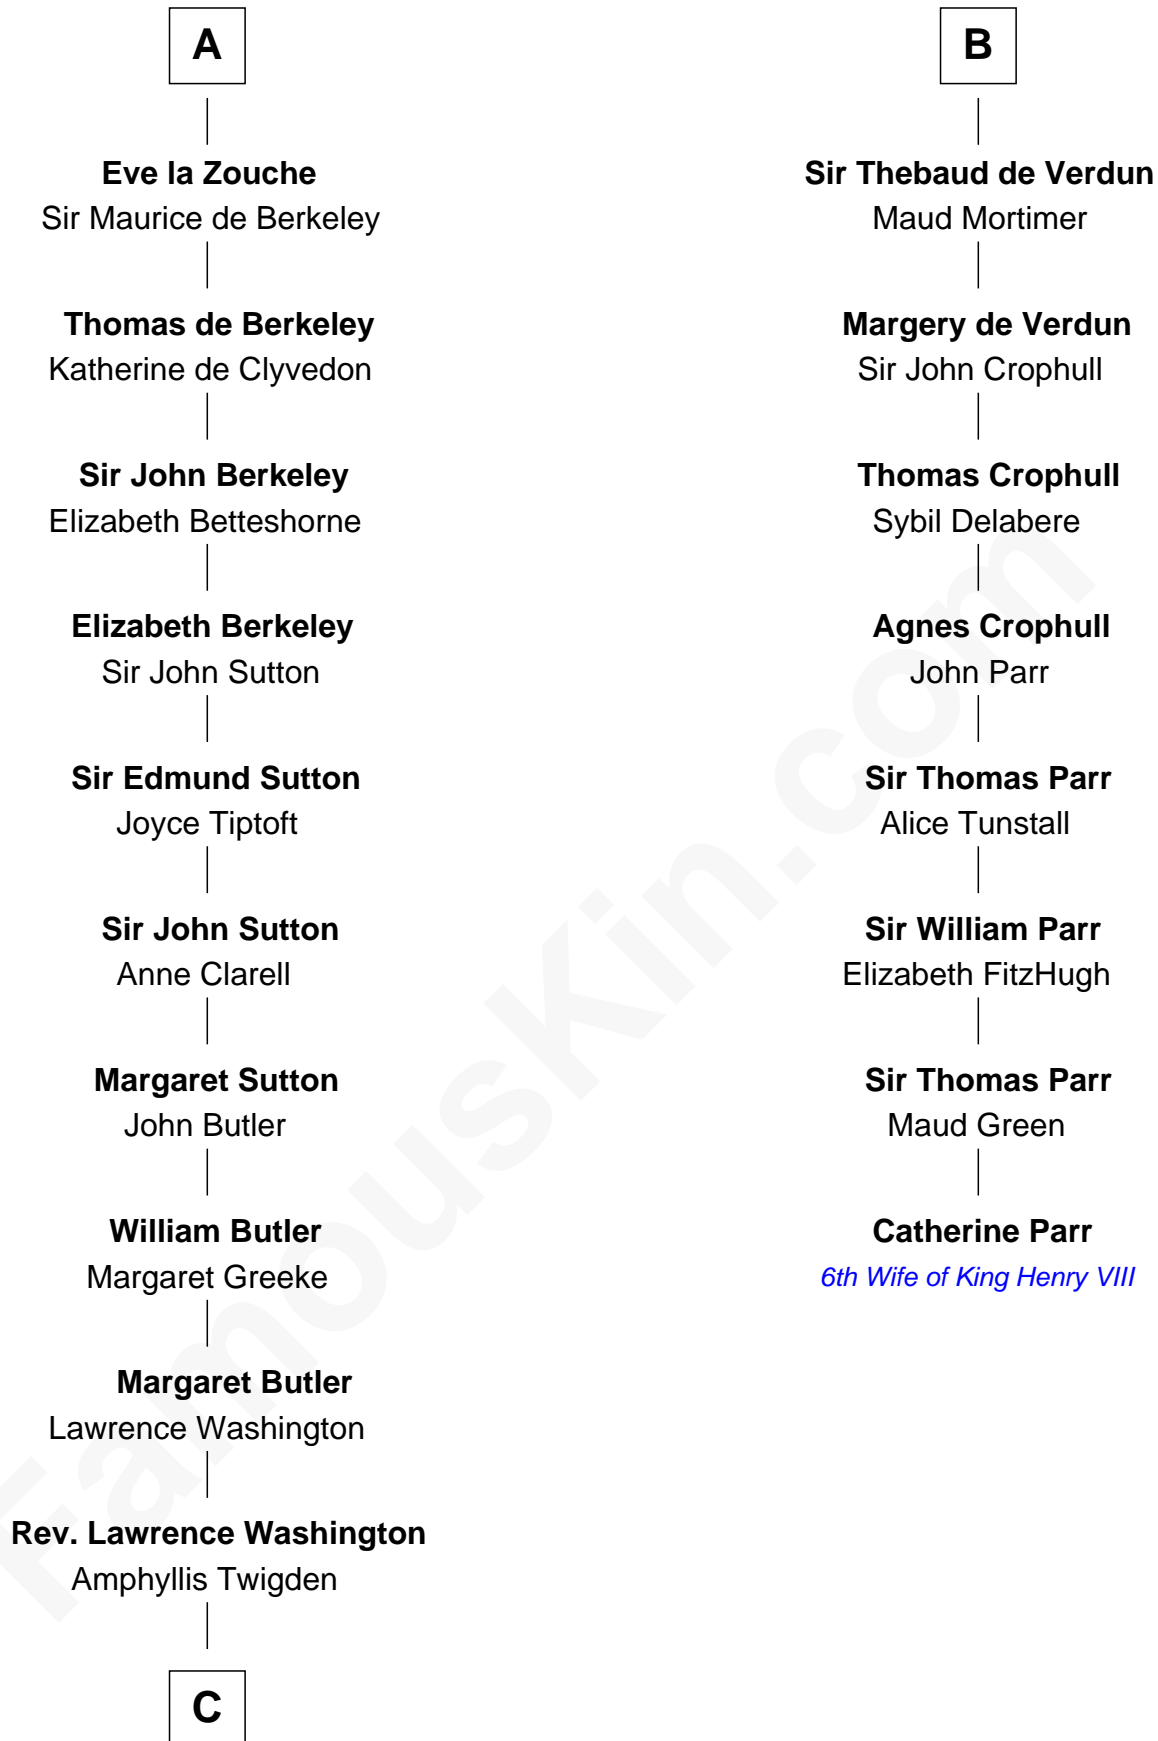 A
Eve la Zouche
Sir Maurice de Berkeley
Thomas de Berkeley
Katherine de Clyvedon
Sir John Berkeley
Elizabeth Betteshorne
Elizabeth Berkeley
Sir John Sutton
Sir Edmund Sutton
Joyce Tiptoft
Sir John Sutton
Anne Clarell
Margaret Sutton
John Butler
William Butler
Margaret Greeke
Margaret Butler
Lawrence Washington
Rev. Lawrence Washington
Amphyllis Twigden
C
B
Sir Thebaud de Verdun
Maud Mortimer
Margery de Verdun
Sir John Crophull
Thomas Crophull
Sybil Delabere
Agnes Crophull
John Parr
Sir Thomas Parr
Alice Tunstall
Sir William Parr
Elizabeth FitzHugh
Sir Thomas Parr
Maud Green
Catherine Parr
6th Wife of King Henry VIII
FamousKin.com